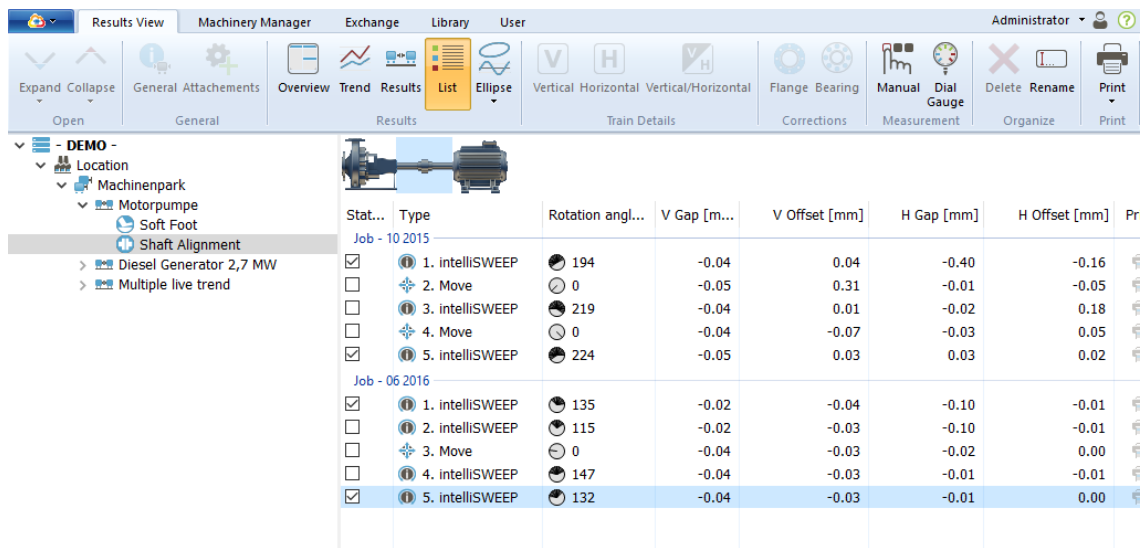 Results View Machinery Manager Exchange Library User Administrator ?
Expand Collapse General Attachements Overview Trend Results List Ellipse Vertical Horizontal Vertical/Horizontal Flange Bearing Manual Dial Gauge Delete Rename Print
Open General Results Train Details Corrections Measurement Organize Print
- DEMO -
Location
Machinenpark
Motorpumpe
Soft Foot
Shaft Alignment
Diesel Generator 2,7 MW
Multiple live trend
Stat... Type Rotation angl... V Gap [m... V Offset [mm] H Gap [mm] H Offset [mm] Pr
Job - 10 2015
1. intelliSWEEP 194 -0.04 0.04 -0.40 -0.16
2. Move 0 -0.05 0.31 -0.01 -0.05
3. intelliSWEEP 219 -0.04 0.01 -0.02 0.18
4. Move 0 -0.04 -0.07 -0.03 0.05
5. intelliSWEEP 224 -0.05 0.03 0.03 0.02
Job - 06 2016
1. intelliSWEEP 135 -0.02 -0.04 -0.10 -0.01
2. intelliSWEEP 115 -0.02 -0.03 -0.10 -0.01
3. Move 0 -0.04 -0.03 -0.02 0.00
4. intelliSWEEP 147 -0.04 -0.03 -0.01 -0.01
5. intelliSWEEP 132 -0.04 -0.03 -0.01 0.00